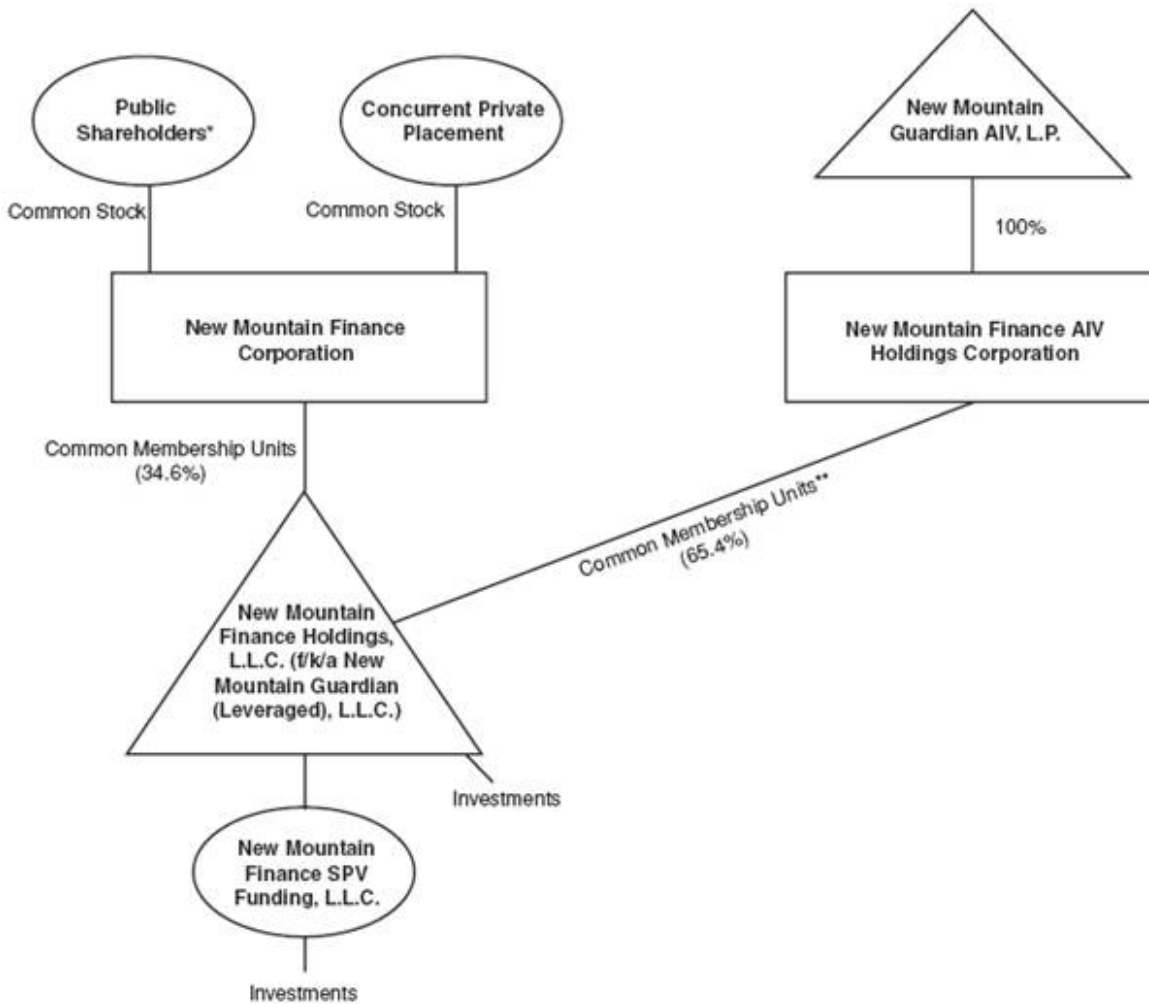 Public
Shareholders*
Concurrent Private
Placement
New Mountain
Guardian AIV, L.P.
Common Stock
Common Stock
100%
New Mountain Finance
Corporation
New Mountain Finance AIV
Holdings Corporation
Common Membership Units
(34.6%)
Common Membership Units**
(65.4%)
New Mountain
Finance Holdings,
L.L.C. (f/k/a New
Mountain Guardian
(Leveraged), L.L.C.)
Investments
New Mountain
Finance SPV
Funding, L.L.C.
Investments